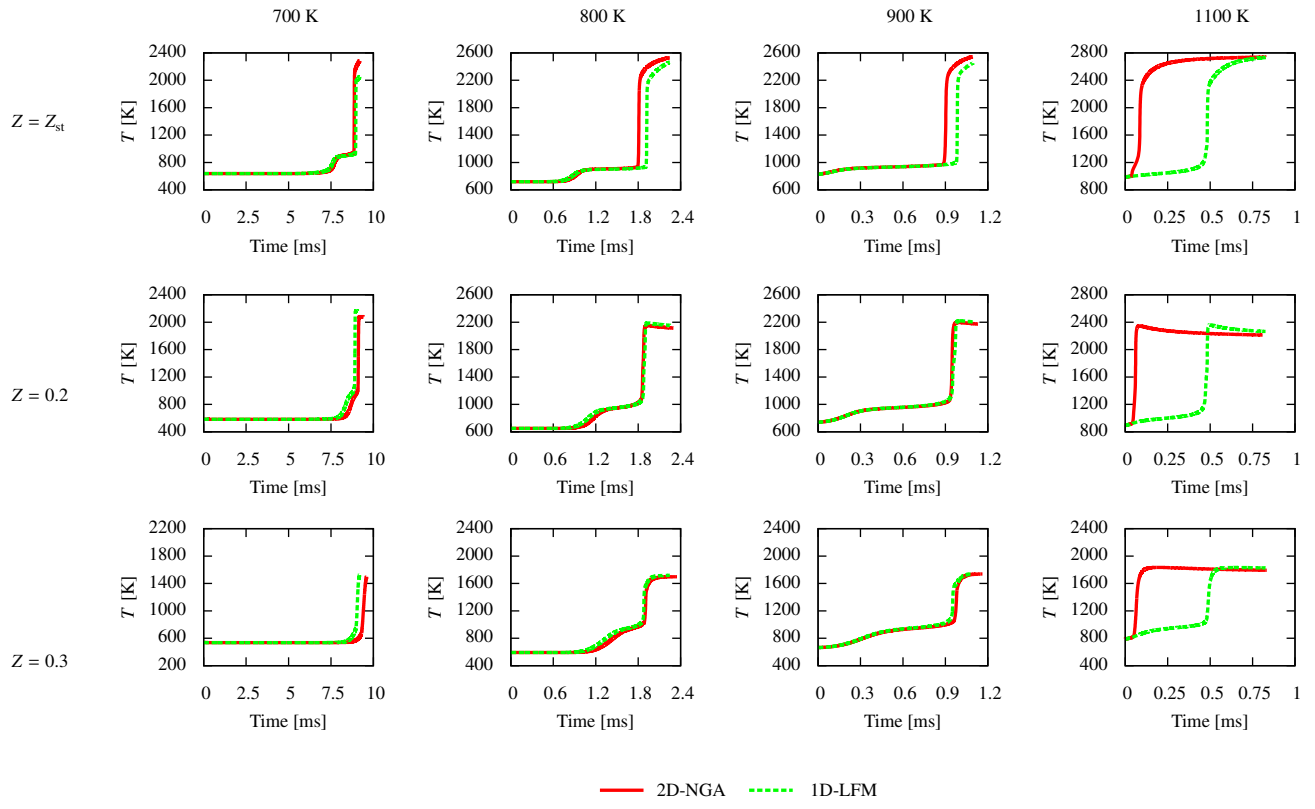 700 K 800 K 900 K 1100 K
Z = Zst
T [K] 2800 2400 2000 1600 1200 800 400
0 2.5 5 7.5 10
Time [ms]
T [K] 2600 2200 1800 1400 1000 600
0 0.6 1.2 1.8 2.4
Time [ms]
T [K] 2600 2200 1800 1400 1000 600
0 0.3 0.6 0.9 1.2
Time [ms]
T [K] 2800 2400 2000 1600 1200 800
0 0.25 0.5 0.75 1
Time [ms]
Z = 0.2
T [K] 2400 2000 1600 1200 800 400
0 2.5 5 7.5 10
Time [ms]
T [K] 2600 2200 1800 1400 1000 600
0 0.6 1.2 1.8 2.4
Time [ms]
T [K] 2600 2200 1800 1400 1000 600
0 0.3 0.6 0.9 1.2
Time [ms]
T [K] 2800 2400 2000 1600 1200 800
0 0.25 0.5 0.75 1
Time [ms]
Z = 0.3
T [K] 2200 1800 1400 1000 600 200
0 2.5 5 7.5 10
Time [ms]
T [K] 2000 1600 1200 800 400
0 0.6 1.2 1.8 2.4
Time [ms]
T [K] 2000 1600 1200 800 400
0 0.3 0.6 0.9 1.2
Time [ms]
T [K] 2400 2000 1600 1200 800 400
0 0.25 0.5 0.75 1
Time [ms]
2D-NGA 1D-LFM